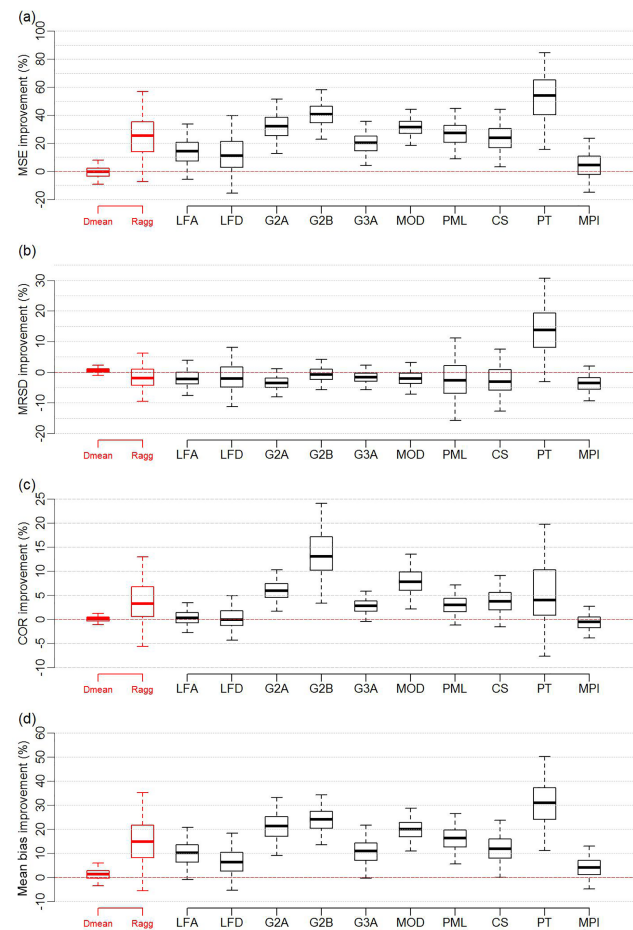 (a)
MSE improvement (%)
100
80
60
40
20
0
-20
Dmean Ragg LFA LFD G2A G2B G3A MOD PML CS PT MPI
(b)
MRSD improvement (%)
30
20
10
0
-10
-20
Dmean Ragg LFA LFD G2A G2B G3A MOD PML CS PT MPI
(c)
COR improvement (%)
25
20
15
10
5
0
-5
-10
Dmean Ragg LFA LFD G2A G2B G3A MOD PML CS PT MPI
(d)
Mean bias improvement (%)
60
50
40
30
20
10
0
-10
Dmean Ragg LFA LFD G2A G2B G3A MOD PML CS PT MPI